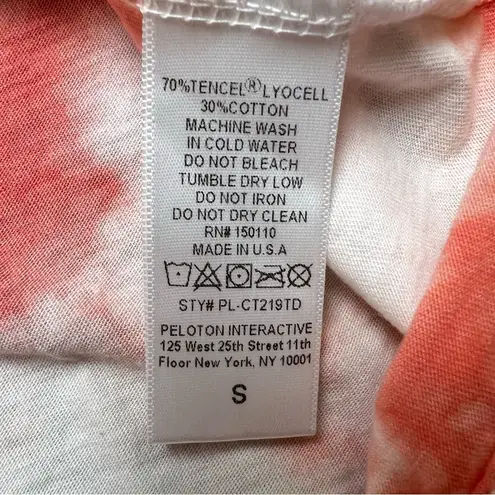 70%TENCEL®LYOCELL
30%COTTON
MACHINE WASH
IN COLD WATER
DO NOT BLEACH
TUMBLE DRY LOW
DO NOT IRON
DO NOT DRY CLEAN
RN# 150110
MADE IN U.S.A
STY# PL-CT219TD
PELOTON INTERACTIVE
125 West 25th Street 11th
Floor New York, NY 10001
S